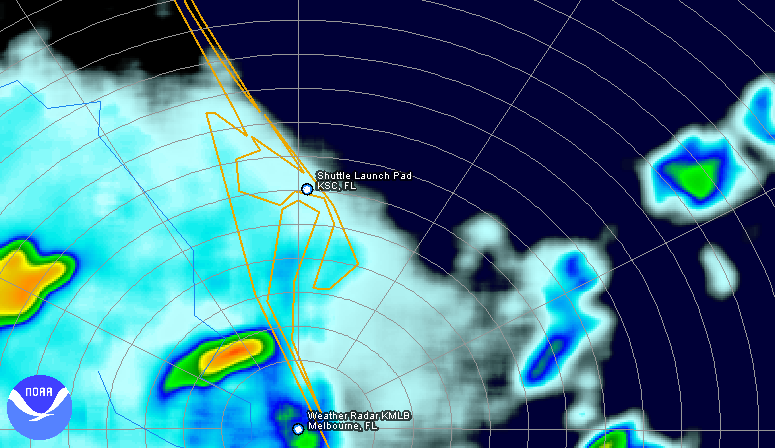 Shuttle Launch Pad
KSC, FL
NOAA
Weather Radar KMLB
Melbourne, FL